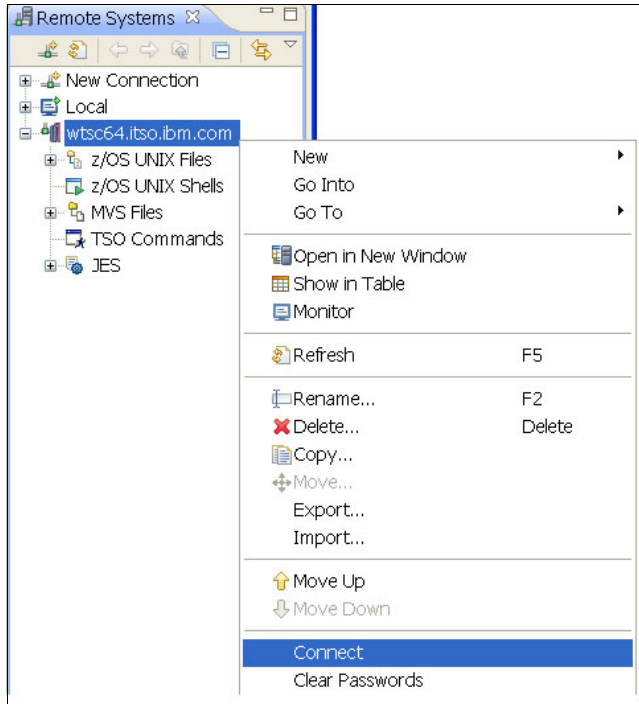 Remote Systems
New Connection
Local
wtsc64.itso.ibm.com
z/OS UNIX Files
z/OS UNIX Shells
MVS Files
TSO Commands
JES
New
Go Into
Go To
Open in New Window
Show in Table
Monitor
Refresh F5
Rename... F2
Delete... Delete
Copy...
Move...
Export...
Import...
Move Up
Move Down
Connect
Clear Passwords